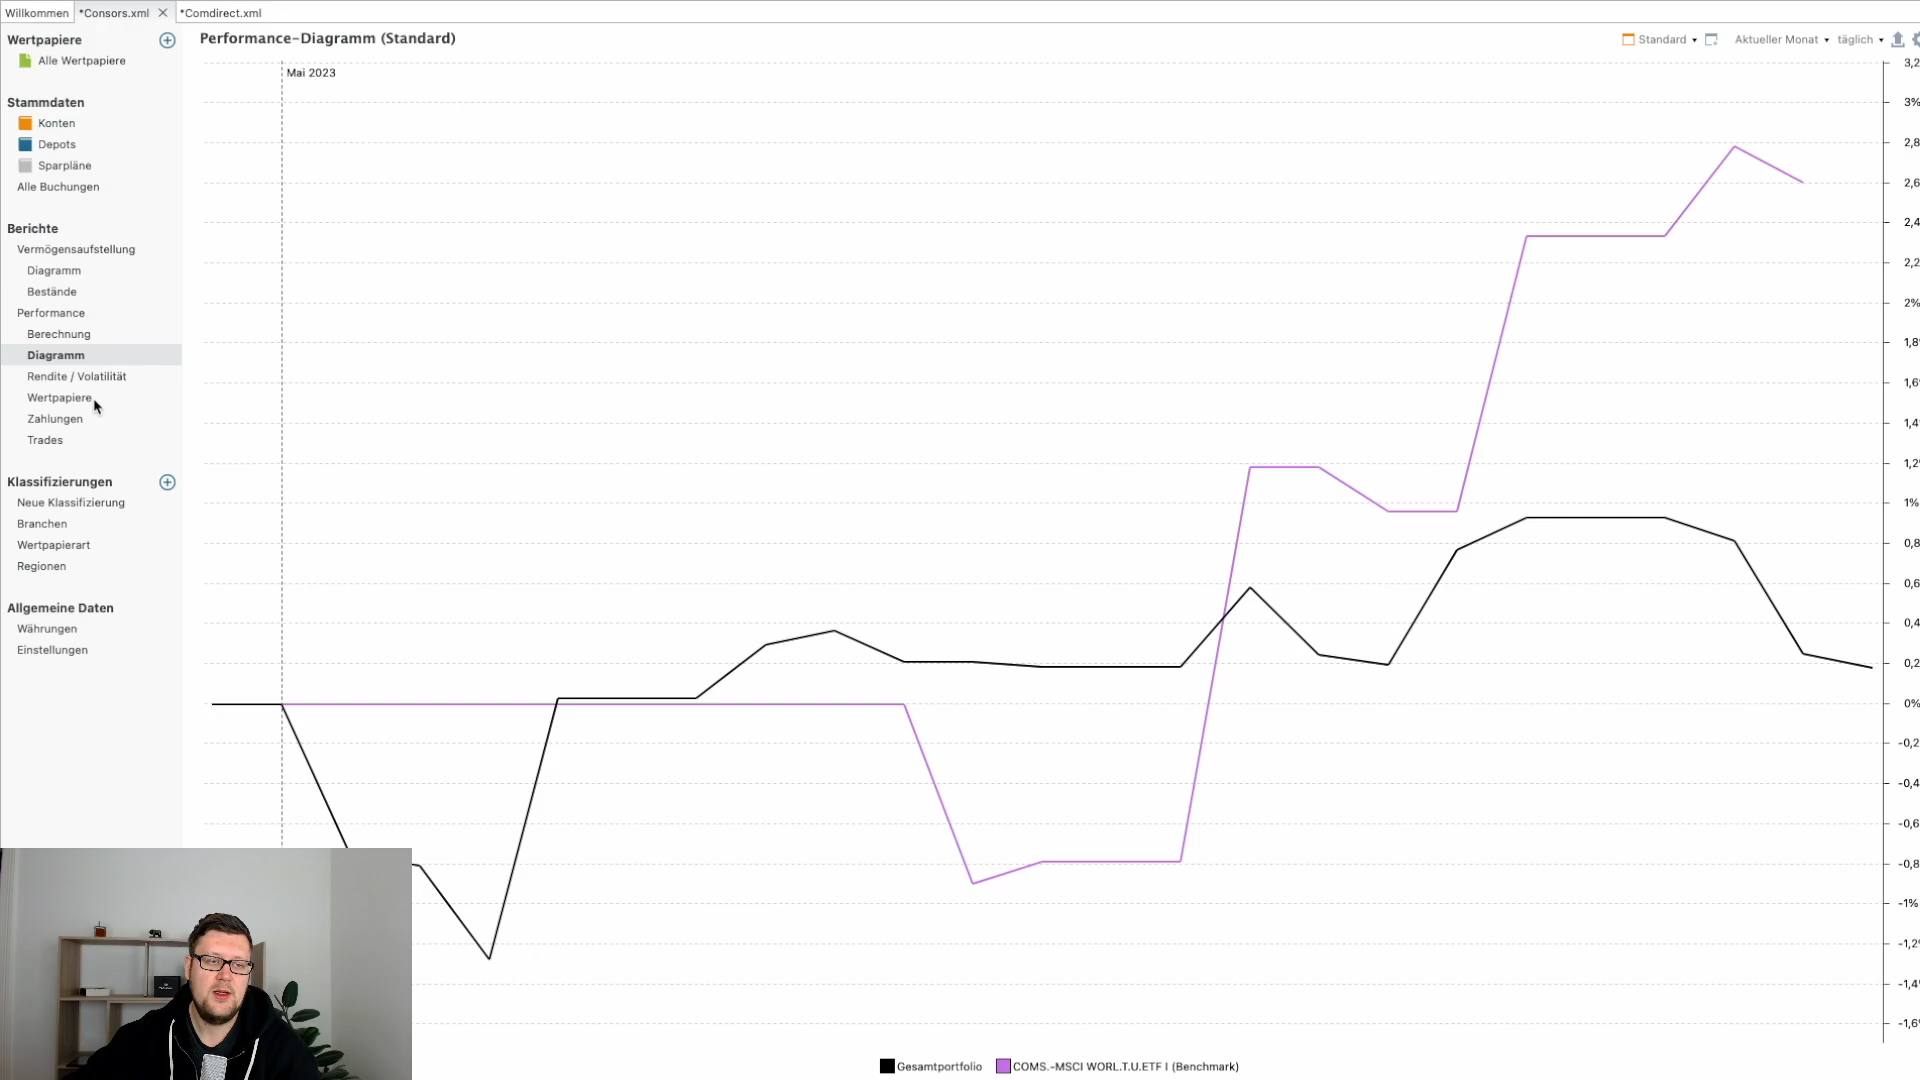 Willkommen
*Consors.xml
*Comdirect.xml
Wertpapiere
Alle Wertpapiere
Stammdaten
Konten
Depots
Sparpläne
Alle Buchungen
Berichte
Vermögensaufstellung
Diagramm
Bestände
Performance
Berechnung
Diagramm
Rendite / Volatilität
Wertpapiere
Zahlungen
Trades
Klassifizierungen
Neue Klassifizierung
Branchen
Wertpapierart
Regionen
Allgemeine Daten
Währungen
Einstellungen
Performance-Diagramm (Standard)
Standard
Aktueller Monat
täglich
Mai 2023
3,2
3%
2,8
2,6
2,4
2,2
2%
1,8
1,6
1,4
1,2
1%
0,8
0,6
0,4
0,2
0%
-0,2
-0,4
-0,6
-0,8
-1%
-1,2
-1,4
-1,6
Gesamtportfolio
COMS.-MSCI WORL.T.U.ETF I (Benchmark)